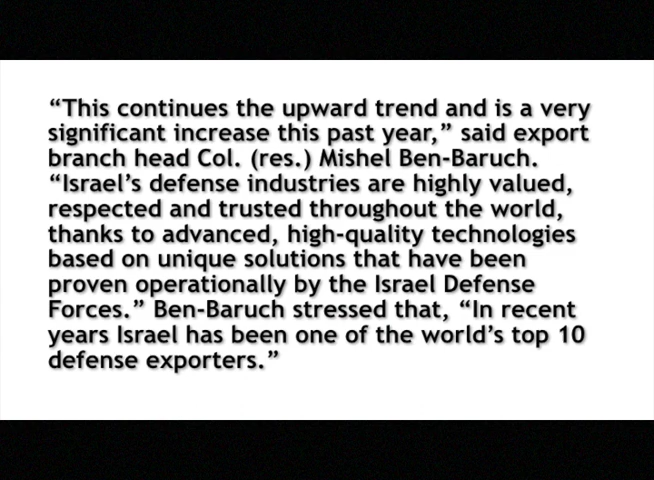 “This continues the upward trend and is a very
significant increase this past year,” said export
branch head Col. (res.) Mishel Ben-Baruch.
“Israel’s defense industries are highly valued,
respected and trusted throughout the world,
thanks to advanced, high-quality technologies
based on unique solutions that have been
proven operationally by the Israel Defense
Forces.” Ben-Baruch stressed that, “In recent
years Israel has been one of the world’s top 10
defense exporters.”